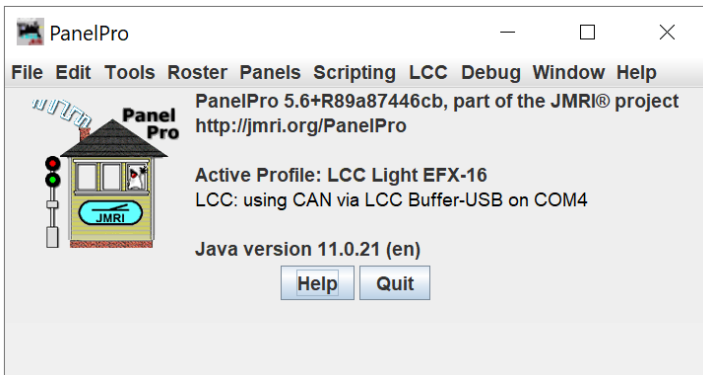 PanelPro
File Edit Tools Roster Panels Scripting LCC Debug Window Help
Panel
Pro
JMRI
PanelPro 5.6+R89a87446cb, part of the JMRI® project
http://jmri.org/PanelPro
Active Profile: LCC Light EFX-16
LCC: using CAN via LCC Buffer-USB on COM4
Java version 11.0.21 (en)
Help Quit